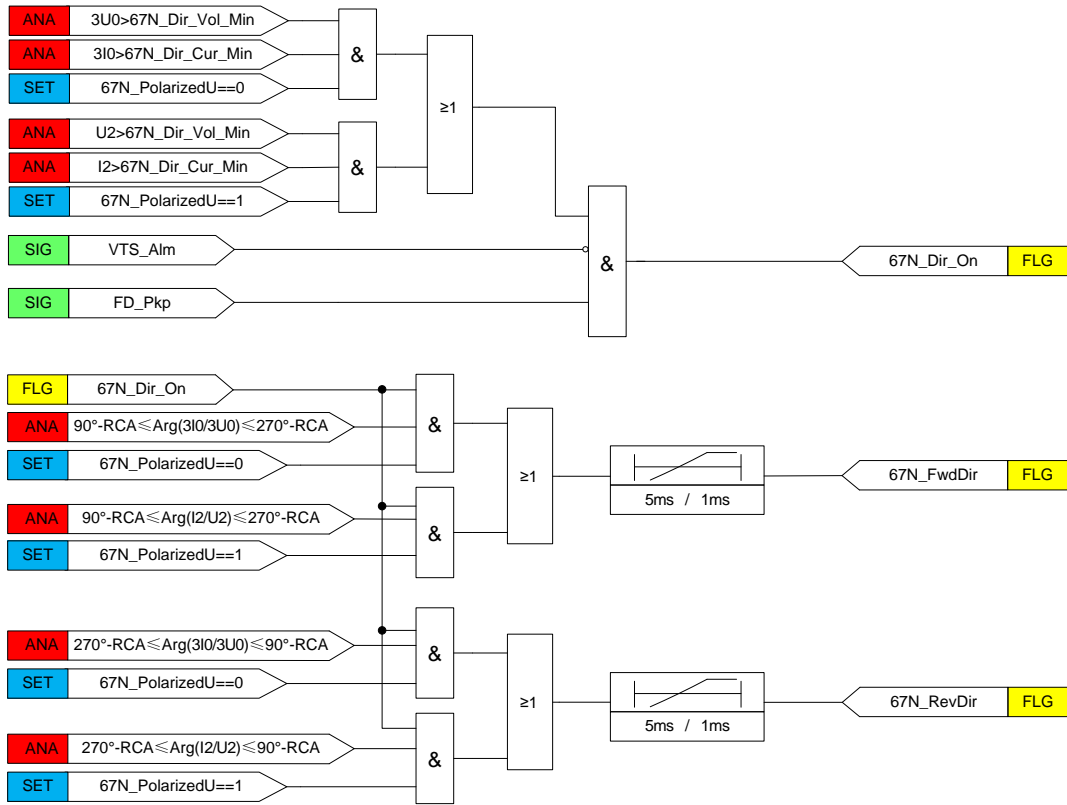 ANA 3U0>67N_Dir_Vol_Min
ANA 3I0>67N_Dir_Cur_Min
&
SET 67N_PolarizedU==0
≥1
ANA U2>67N_Dir_Vol_Min
ANA I2>67N_Dir_Cur_Min
&
SET 67N_PolarizedU==1
SIG VTS_Alm
&
67N_Dir_On FLG
SIG FD_Pkp
FLG 67N_Dir_On
ANA 90°-RCA≤Arg(3I0/3U0)≤270°-RCA
&
SET 67N_PolarizedU==0
≥1
5ms / 1ms
67N_FwdDir FLG
ANA 90°-RCA≤Arg(I2/U2)≤270°-RCA
&
SET 67N_PolarizedU==1
ANA 270°-RCA≤Arg(3I0/3U0)≤90°-RCA
&
SET 67N_PolarizedU==0
≥1
5ms / 1ms
67N_RevDir FLG
ANA 270°-RCA≤Arg(I2/U2)≤90°-RCA
&
SET 67N_PolarizedU==1